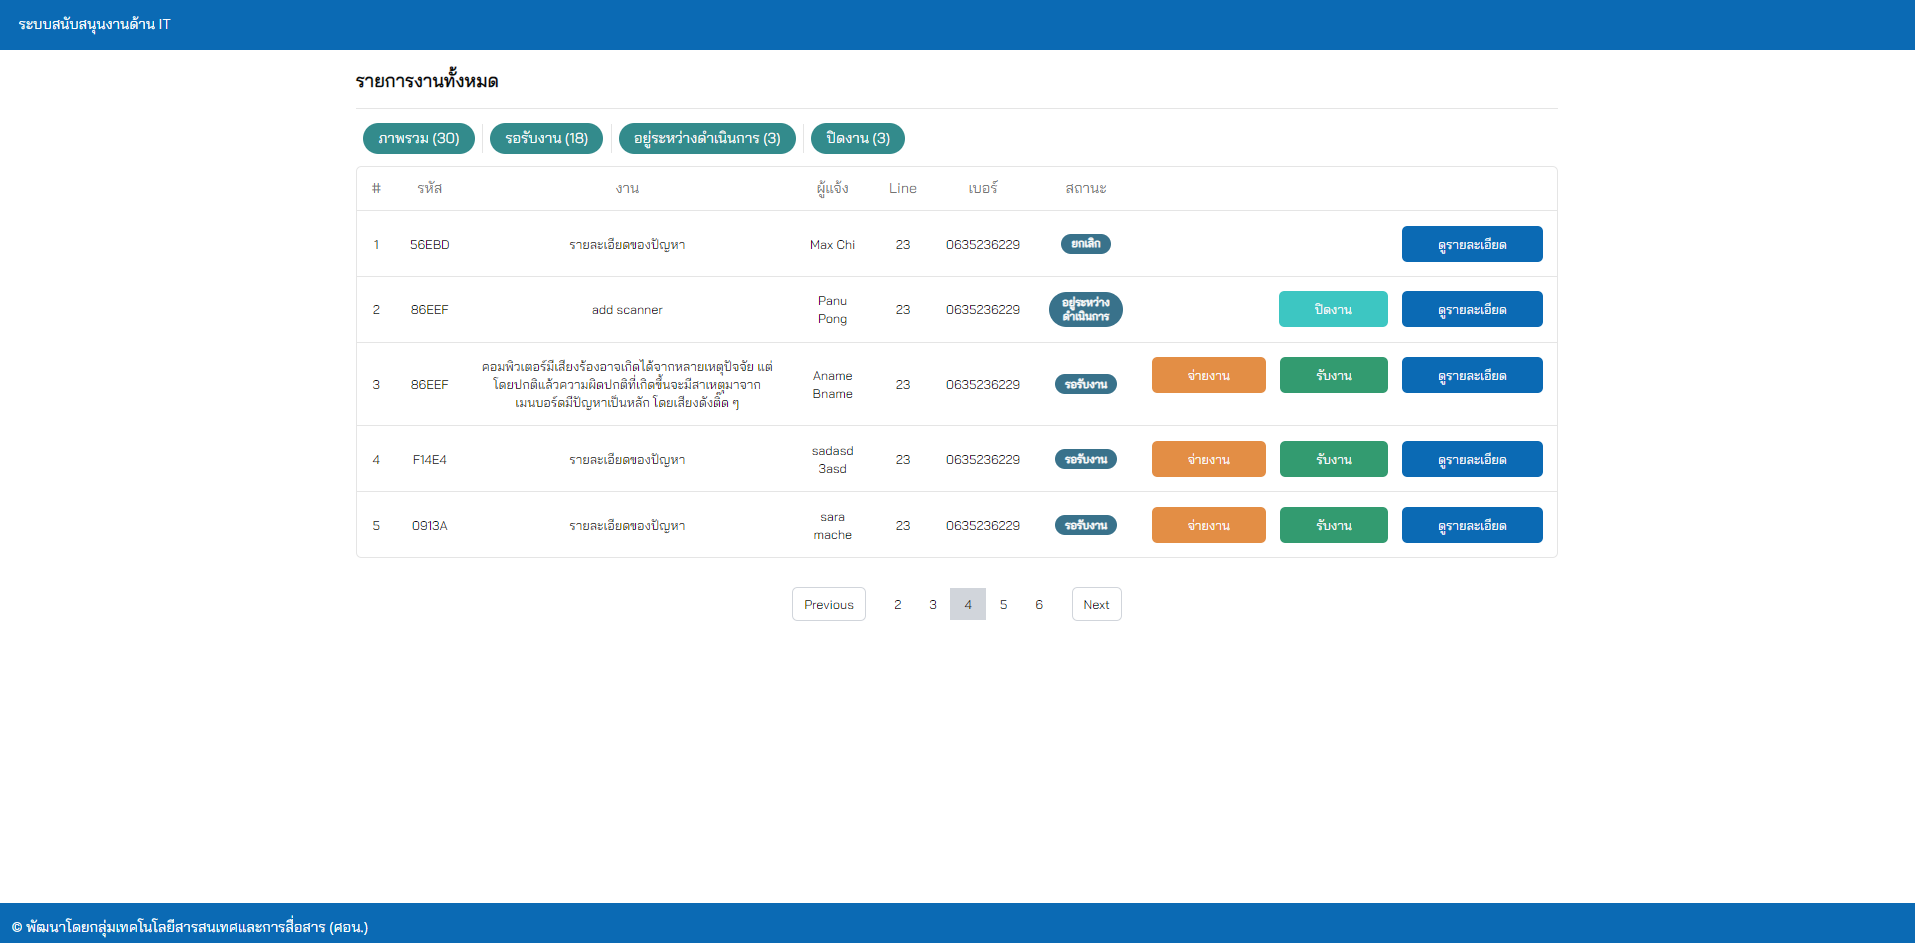 ระบบสนับสนุนงานด้าน IT
รายการงานทั้งหมด
ภาพรวม (30) รอรับงาน (18) อยู่ระหว่างดำเนินการ (3) ปิดงาน (3)
# รหัส งาน ผู้แจ้ง Line เบอร์ สถานะ
1 56EBD รายละเอียดของปัญหา Max Chi 23 0635236229 ยกเลิก ดูรายละเอียด
2 86EEF add scanner Panu Pong 23 0635236229 อยู่ระหว่างดำเนินการ ปิดงาน ดูรายละเอียด
3 86EEF คอมพิวเตอร์มีเสียงร้องอาจเกิดได้จากหลายเหตุปัจจัย แต่
โดยปกติแล้วความผิดปกติที่เกิดขึ้นจะมีสาเหตุมาจาก
เมนบอร์ดมีปัญหาเป็นหลัก โดยเสียงดังติ๊ด ๆ
Aname Bname 23 0635236229 รอรับงาน จ่ายงาน รับงาน ดูรายละเอียด
4 F14E4 รายละเอียดของปัญหา sadasd 3asd 23 0635236229 รอรับงาน จ่ายงาน รับงาน ดูรายละเอียด
5 0913A รายละเอียดของปัญหา sara mache 23 0635236229 รอรับงาน จ่ายงาน รับงาน ดูรายละเอียด
Previous 2 3 4 5 6 Next
© พัฒนาโดยกลุ่มเทคโนโลยีสารสนเทศและการสื่อสาร (ศอน.)